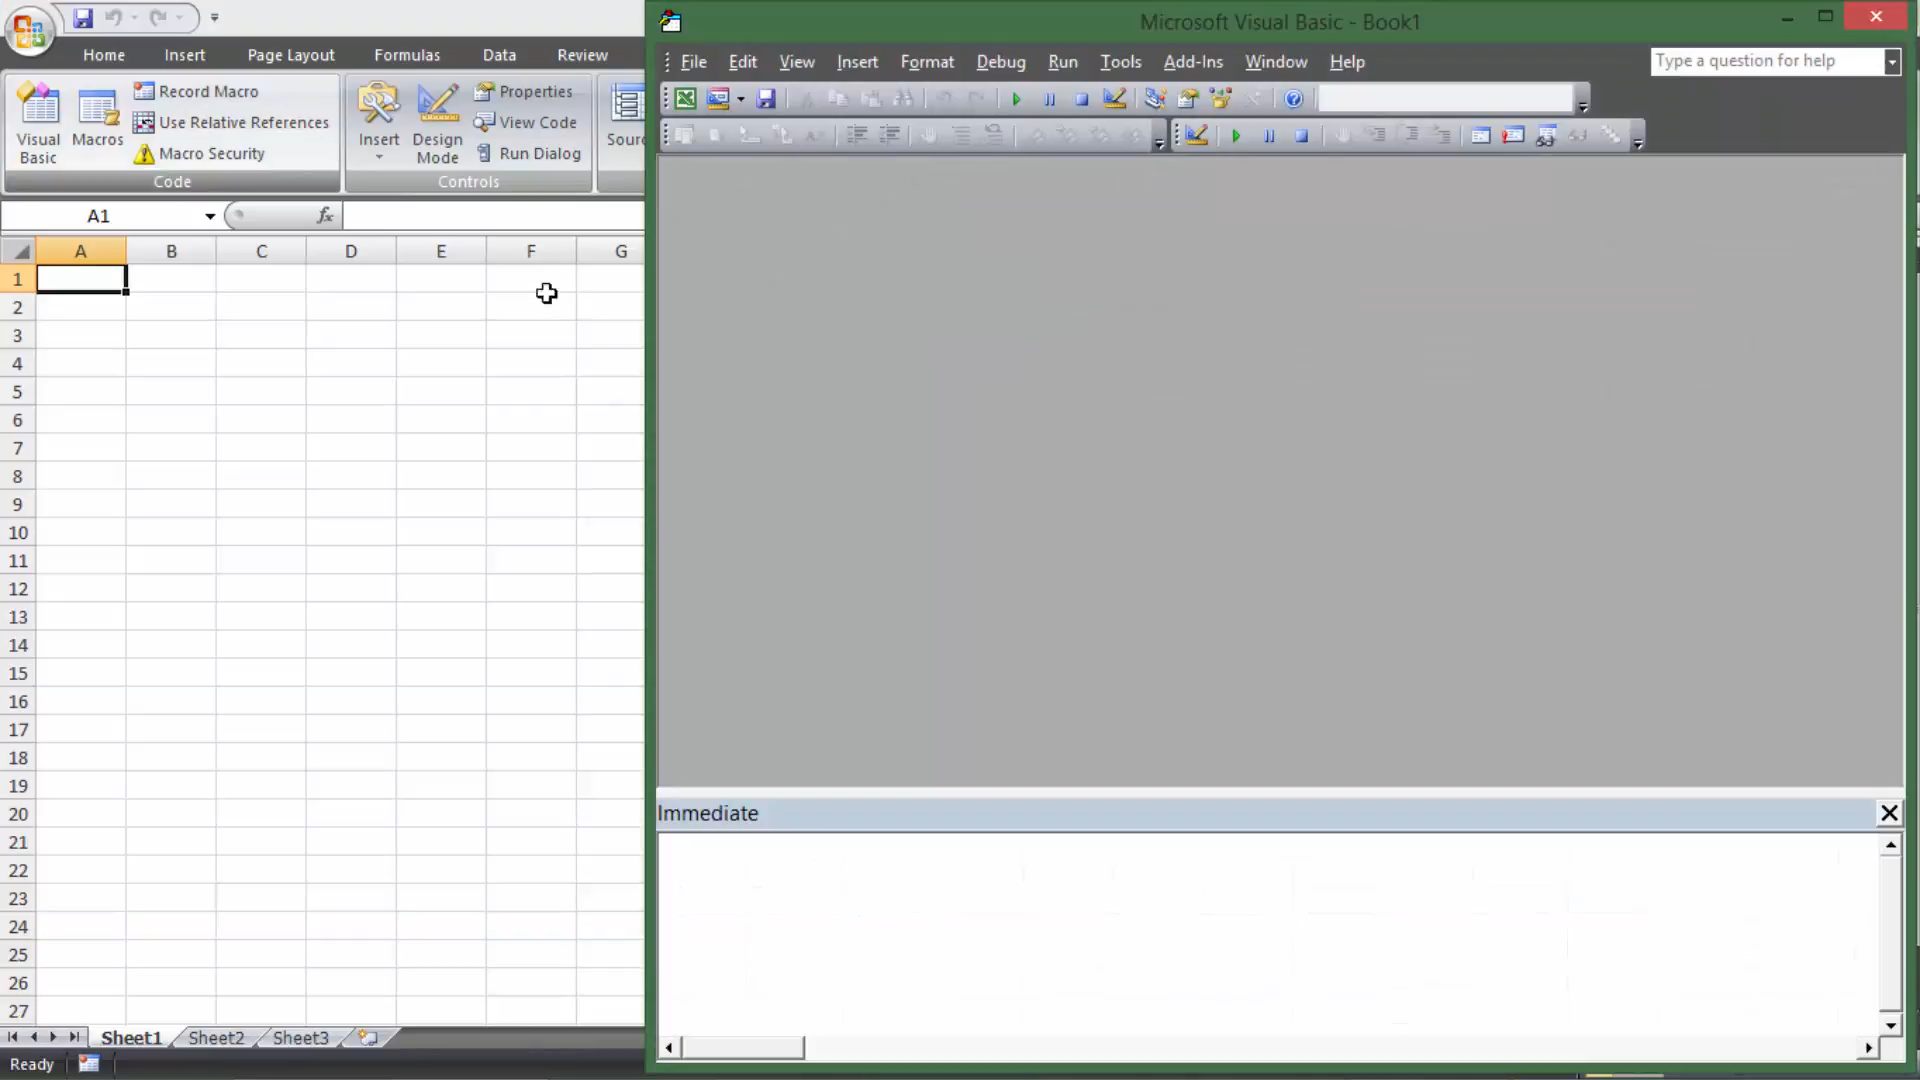 Home Insert Page Layout Formulas Data Review
Visual Basic
Macros
Record Macro
Use Relative References
Macro Security
Code
Insert
Design Mode
Properties
View Code
Run Dialog
Controls
A1
fx
A B C D E F G
1
2
3
4
5
6
7
8
9
10
11
12
13
14
15
16
17
18
19
20
21
22
23
24
25
26
27
Sheet1 Sheet2 Sheet3
Ready
Microsoft Visual Basic - Book1
File Edit View Insert Format Debug Run Tools Add-Ins Window Help
Type a question for help
Immediate